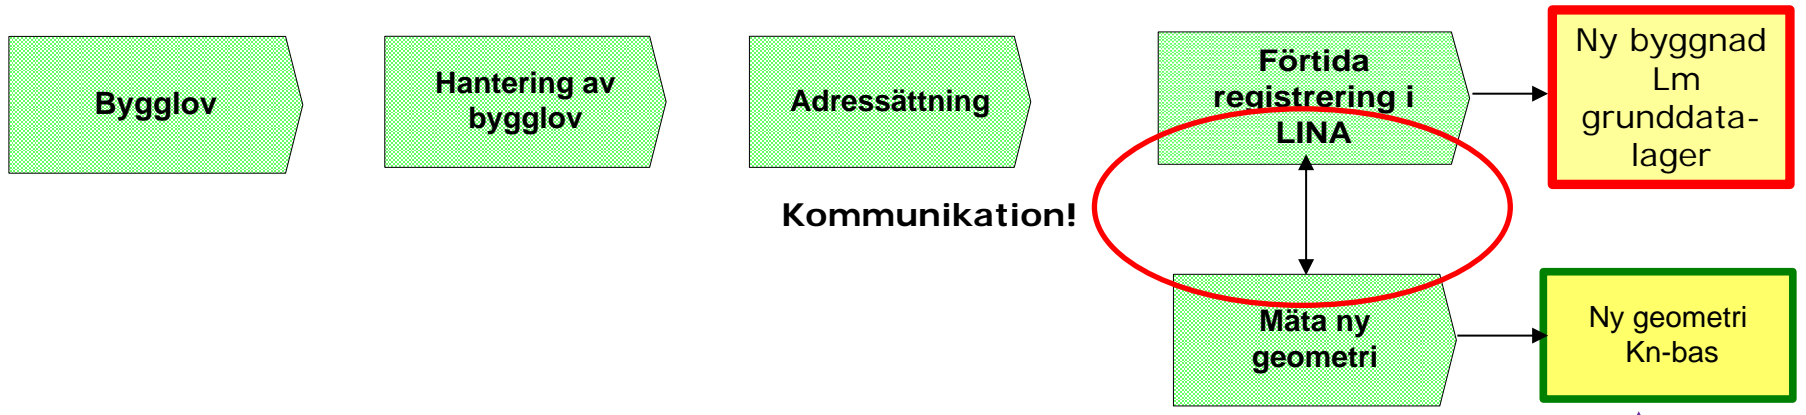 Bygglov
Hantering av
bygglov
Adressättning
Förtida
registrering i
LINA
Ny byggnad
Lm
grunddata-
lager
Kommunikation!
Mäta ny
geometri
Ny geometri
Kn-bas